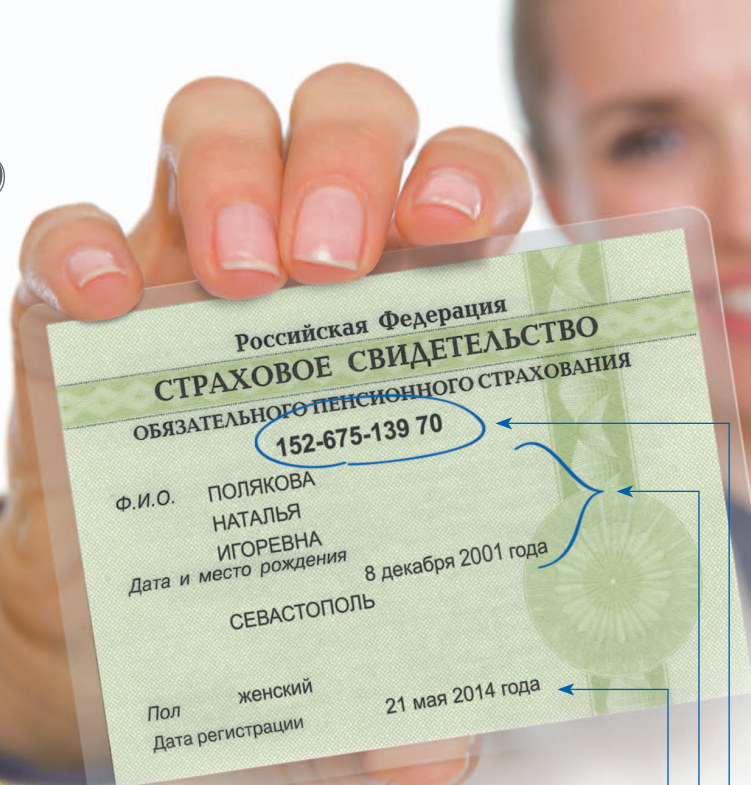 Российская Федерация
СТРАХОВОЕ СВИДЕТЕЛЬСТВО
ОБЯЗАТЕЛЬНОГО ПЕНСИОННОГО СТРАХОВАНИЯ
152-675-139 70
Ф.И.О. ПОЛЯКОВА
НАТАЛЬЯ
ИГОРЕВНА
Дата и место рождения 8 декабря 2001 года
СЕВАСТОПОЛЬ
Пол женский
Дата регистрации 21 мая 2014 года